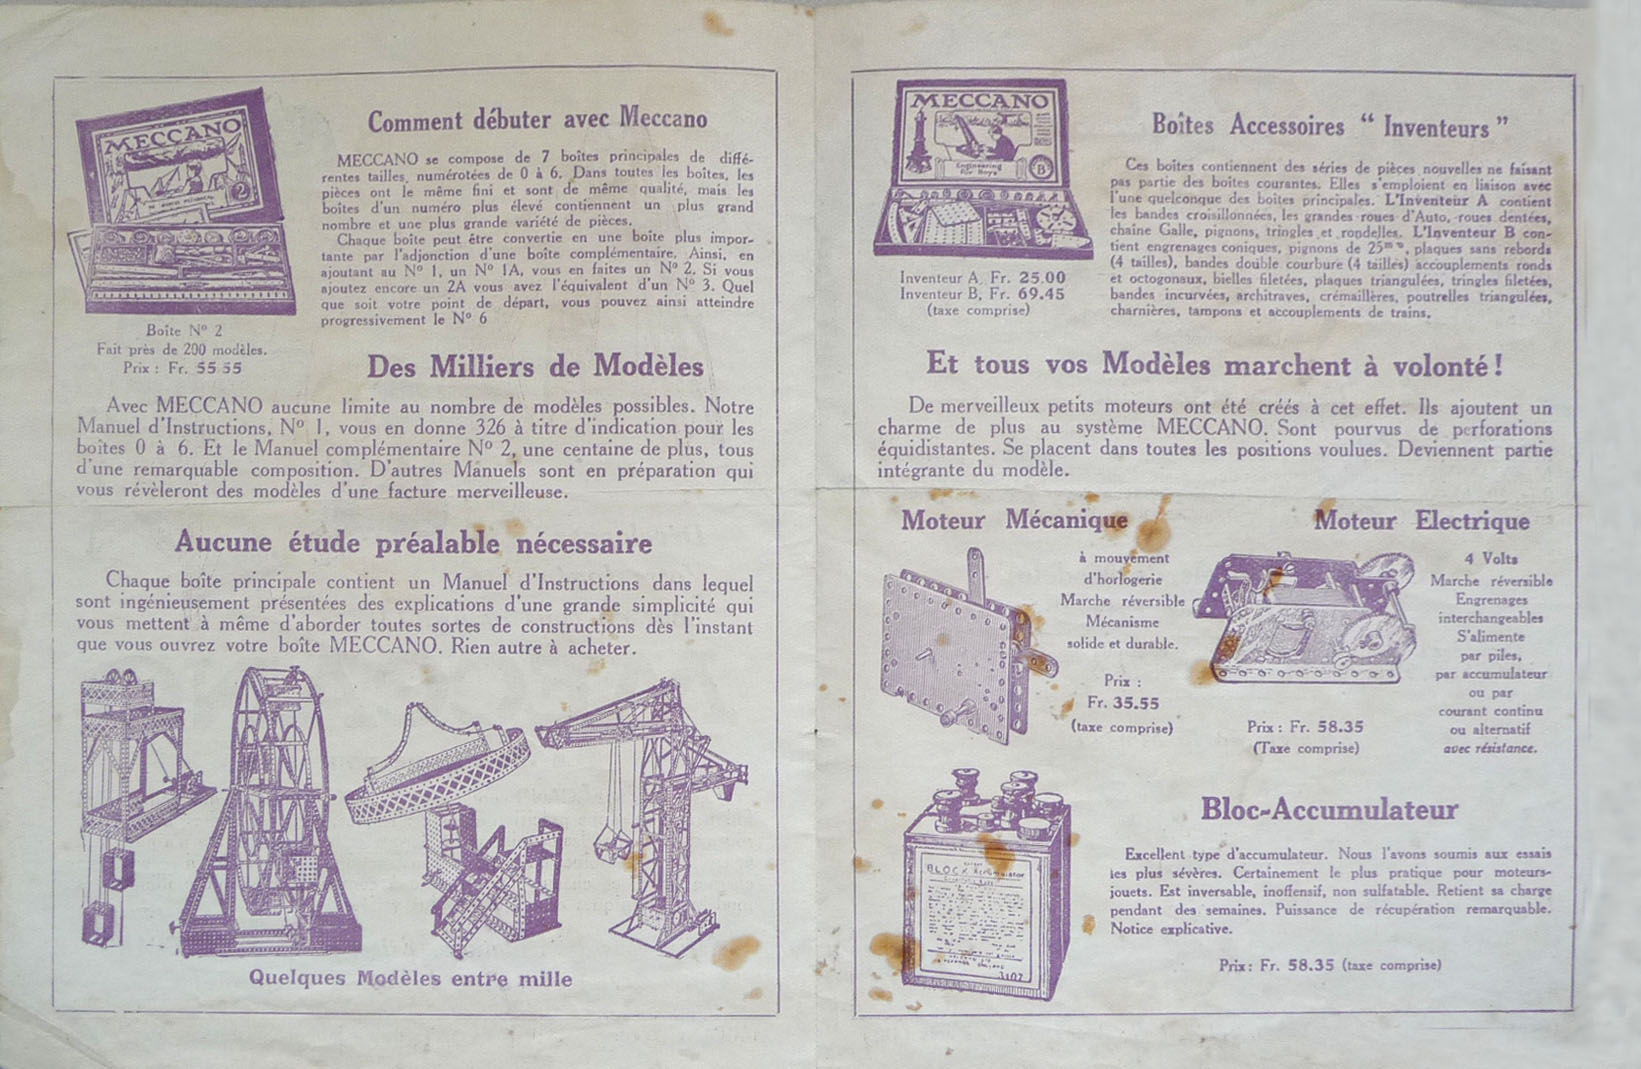 MECCANO
2
Comment débuter avec Meccano
MECCANO se compose de 7 boîtes principales de diffé-
rentes tailles, numérotées de 0 à 6. Dans toutes les boîtes, les
pièces ont le même fini et sont de même qualité, mais les
boîtes d'un numéro plus élevé contiennent un plus grand
nombre et une plus grande variété de pièces.
Chaque boîte peut être convertie en une boîte plus impor-
tante par l'adjonction d'une boîte complémentaire. Ainsi, en
ajoutant au Nº 1, un Nº 1A, vous en faites un Nº 2. Si vous
ajoutez encore un 2A vous avez l'équivalent d'un Nº 3. Quel
que soit votre point de départ, vous pouvez ainsi atteindre
progressivement le Nº 6
Boîte Nº 2
Fait près de 200 modèles.
Prix : Fr. 55 55
Des Milliers de Modèles
Avec MECCANO aucune limite au nombre de modèles possibles. Notre
Manuel d'Instructions, Nº 1, vous en donne 326 à titre d'indication pour les
boîtes 0 à 6. Et le Manuel complémentaire Nº 2, une centaine de plus, tous
d'une remarquable composition. D'autres Manuels sont en préparation qui
vous révèleront des modèles d'une facture merveilleuse.
Aucune étude préalable nécessaire
Chaque boîte principale contient un Manuel d'Instructions dans lequel
sont ingénieusement présentées des explications d'une grande simplicité qui
vous mettent à même d'aborder toutes sortes de constructions dès l'instant
que vous ouvrez votre boîte MECCANO. Rien autre à acheter.
Quelques Modèles entre mille
MECCANO
Engineering
For Boys
B
Inventeur A, Fr. 25.00
Inventeur B, Fr. 69.45
(taxe comprise)
Boîtes Accessoires “ Inventeurs ”
Ces boîtes contiennent des séries de pièces nouvelles ne faisant
pas partie des boîtes courantes. Elles s'emploient en liaison avec
l'une quelconque des boîtes principales. L'Inventeur A contient
les bandes croisillonnées, les grandes roues d'Auto, roues dentées,
chaine Galle, pignons, tringles et rondelles. L'Inventeur B con-
tient engrenages coniques, pignons de 25mm, plaques sans rebords
(4 tailles), bandes double courbure (4 tailles) accouplements ronds
et octogonaux, bielles filetées, plaques triangulées, tringles filetées,
bandes incurvées, architraves, crémaillères, poutrelles triangulées,
charnières, tampons et accouplements de trains.
Et tous vos Modèles marchent à volonté !
De merveilleux petits moteurs ont été créés à cet effet. Ils ajoutent un
charme de plus au système MECCANO. Sont pourvus de perforations
équidistantes. Se placent dans toutes les positions voulues. Deviennent partie
intégrante du modèle.
Moteur Mécanique
à mouvement
d'horlogerie
Marche réversible
Mécanisme
solide et durable.
Prix :
Fr. 35.55
(taxe comprise)
Moteur Electrique
4 Volts
Marche réversible
Engrenages
interchangeables
S'alimente
par piles,
par accumulateur
ou par
courant continu
ou alternatif
avec résistance.
Prix : Fr. 58.35
(Taxe comprise)
BLOCK
3107
Bloc-Accumulateur
Excellent type d'accumulateur. Nous l'avons soumis aux essais
les plus sévères. Certainement le plus pratique pour moteurs-
jouets. Est inversable, inoffensif, non sulfatable. Retient sa charge
pendant des semaines. Puissance de récupération remarquable.
Notice explicative.
Prix : Fr. 58.35 (taxe comprise)